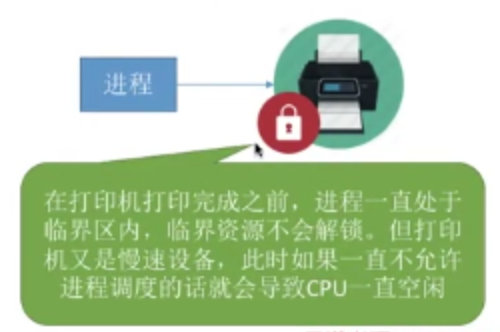 进程
在打印机打印完成之前，进程一直处于
临界区内，临界资源不会解锁。但打印
机又是慢速设备，此时如果一直不允许
进程调度的话就会导致CPU一直空闲